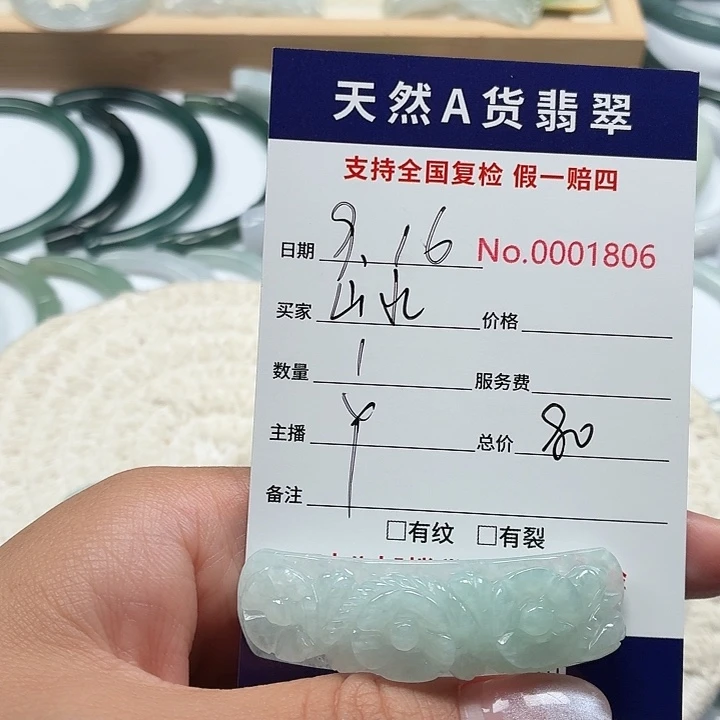 天然A货翡翠
支持全国复检 假一赔四
日期 9.16 No.0001806
买家 山水 价格
数量 1 服务费
主播 总价 80
备注
□有纹 □有裂